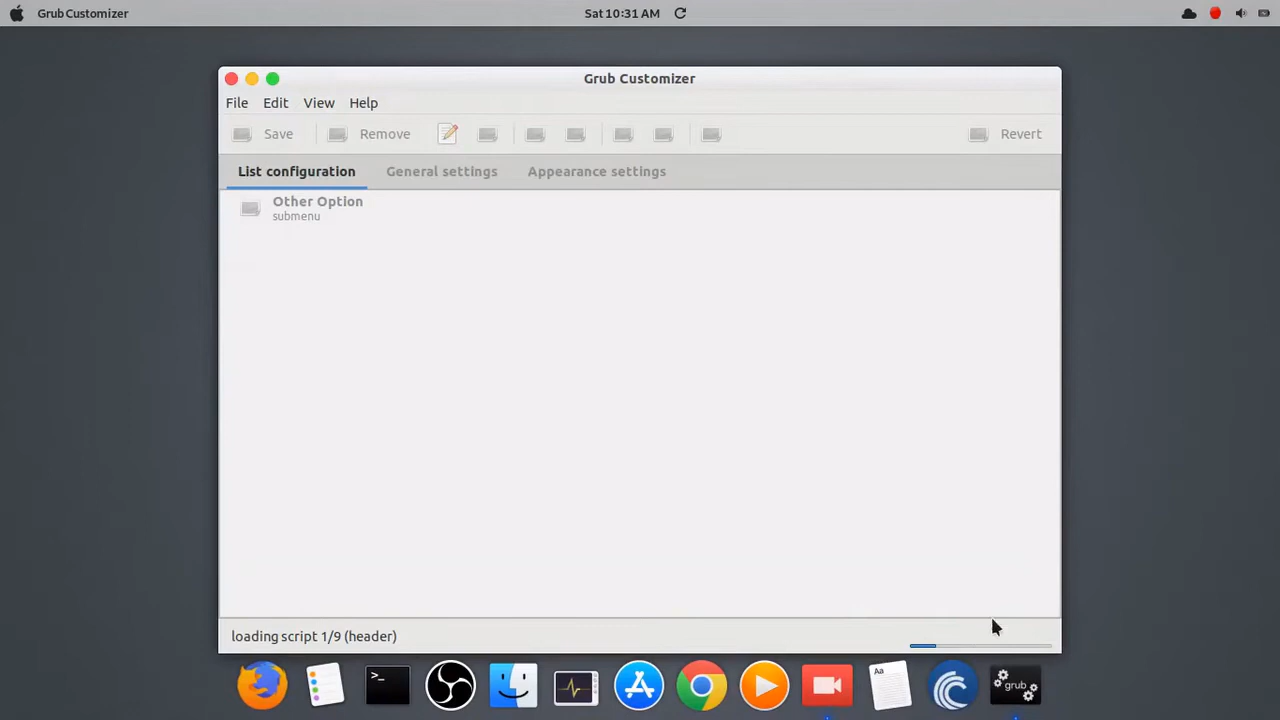 Grub Customizer
Sat 10:31 AM
Grub Customizer
File Edit View Help
Save Remove Revert
List configuration General settings Appearance settings
Other Option
submenu
loading script 1/9 (header)
>_
Aa
grub